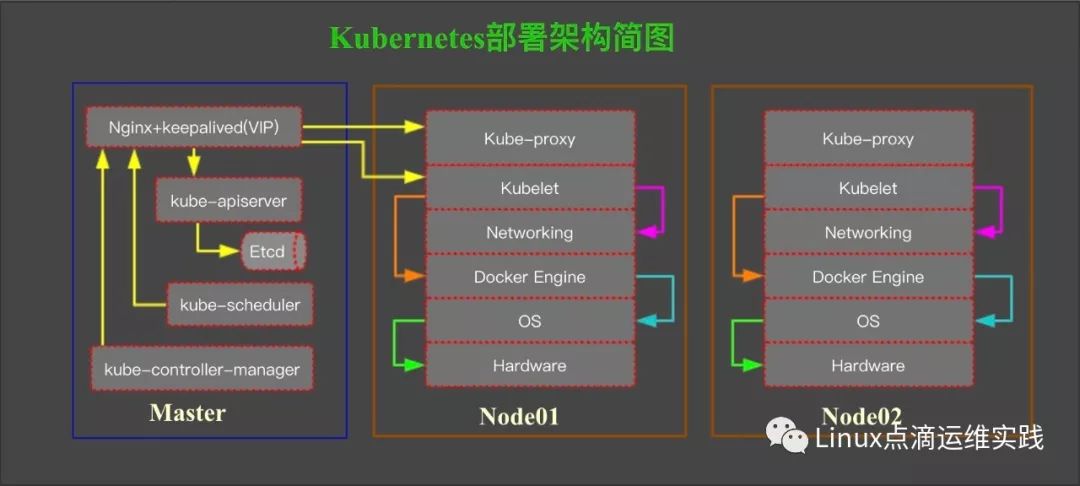 Kubernetes部署架构简图
Nginx+keepalived(VIP)
kube-apiserver
Etcd
kube-scheduler
kube-controller-manager
Master
Kube-proxy
Kubelet
Networking
Docker Engine
OS
Hardware
Node01
Kube-proxy
Kubelet
Networking
Docker Engine
OS
Hardware
Node02
Linux点滴运维实践